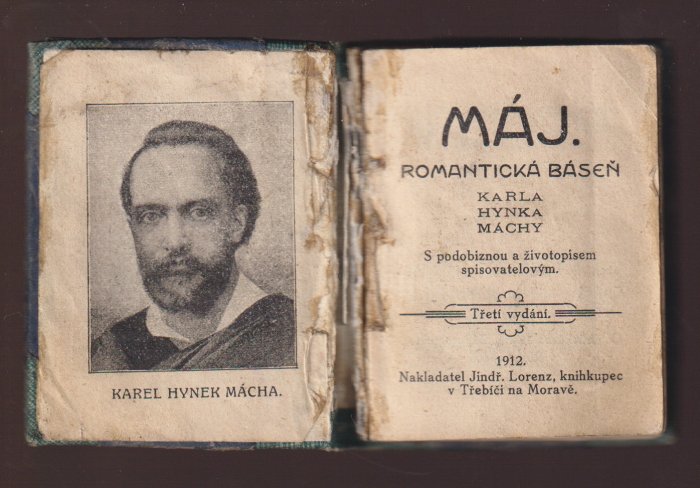 KAREL HYNEK MÁCHA.
MÁJ.
ROMANTICKÁ BÁSEŇ
KARLA
HYNKA
MÁCHY
S podobiznou a životopisem
spisovatelovým.
Třetí vydání.
1912.
Nakladatel Jindř. Lorenz, knihkupec
v Třebíči na Moravě.